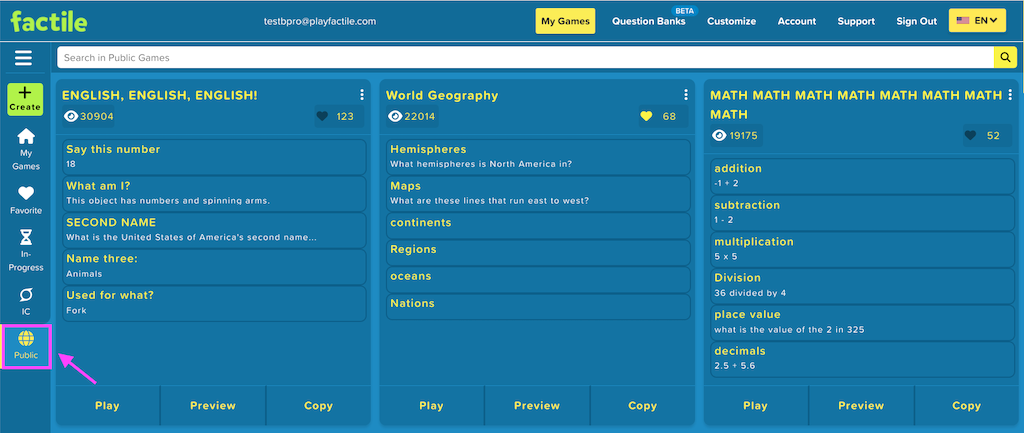 factile
testbpro@playfactile.com
My Games
Question Banks
BETA
Customize
Account
Support
Sign Out
EN
Search in Public Games
Create
My
Games
Favorite
In-
Progress
IC
Public
ENGLISH, ENGLISH, ENGLISH!
30904
123
Say this number
18
What am I?
This object has numbers and spinning arms.
SECOND NAME
What is the United States of America's second name...
Name three:
Animals
Used for what?
Fork
Play
Preview
Copy
World Geography
22014
68
Hemispheres
What hemispheres is North America in?
Maps
What are these lines that run east to west?
continents
Regions
oceans
Nations
Play
Preview
Copy
MATH MATH MATH MATH MATH MATH MATH
MATH
19175
52
addition
-1 + 2
subtraction
1 - 2
multiplication
5 x 5
Division
36 divided by 4
place value
what is the value of the 2 in 325
decimals
2.5 + 5.6
Play
Preview
Copy